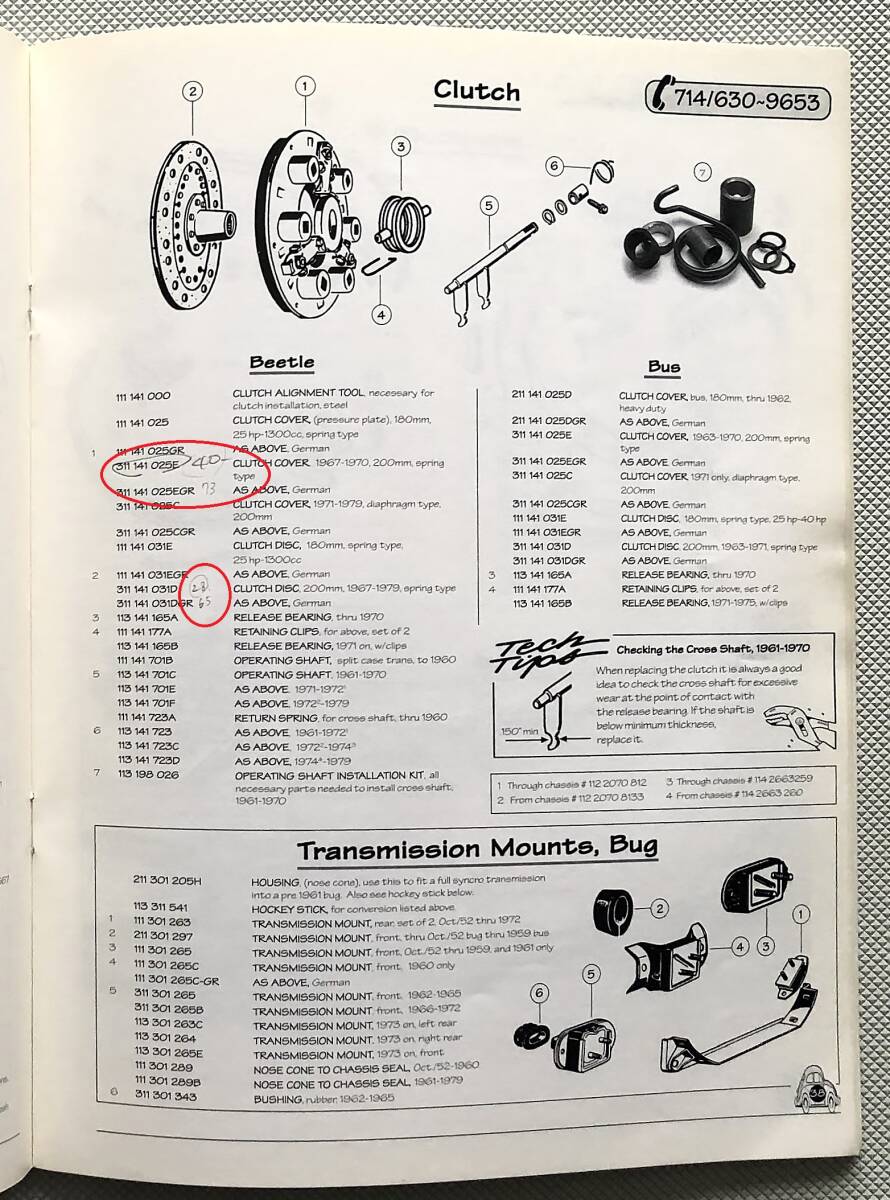 Clutch
714/630~9653
2
1
3
6
5
7
4
Beetle
111 141 000 CLUTCH ALIGNMENT TOOL, necessary for
clutch installation, steel
111 141 025 CLUTCH COVER, (pressure plate), 180mm,
25 hp-1300cc, spring type
1 111 141 025GR AS ABOVE, German
311 141 025E 40- CLUTCH COVER 1967-1970, 200mm, spring
type
311 141 025EGR 73 AS ABOVE, German
311 141 025C CLUTCH COVER, 1971-1979, diaphragm type,
200mm
311 141 025CGR AS ABOVE, German
111 141 031E CLUTCH DISC, 180mm, spring type,
25 hp-1300cc
2 111 141 031EGR AS ABOVE, German
311 141 031D 28 CLUTCH DISC, 200mm, 1967-1979, spring type
311 141 031DGR 65 AS ABOVE, German
3 113 141 165A RELEASE BEARING, thru 1970
4 111 141 177A RETAINING CLIPS, for above, set of 2
113 141 165B RELEASE BEARING, 1971 on, w/clips
111 141 701B OPERATING SHAFT, split case trans, to 1960
5 113 141 701C OPERATING SHAFT, 1961-1970
113 141 701E AS ABOVE, 1971-1972¹
113 141 701F AS ABOVE, 1972²-1979
111 141 723A RETURN SPRING, for cross shaft, thru 1960
6 113 141 723 AS ABOVE, 1961-1972¹
113 141 723C AS ABOVE, 1972²-1974³
113 141 723D AS ABOVE, 1974⁴-1979
7 113 198 026 OPERATING SHAFT INSTALLATION KIT, all
necessary parts needed to install cross shaft,
1961-1970
Bus
211 141 025D CLUTCH COVER, bus, 180mm, thru 1962,
heavy duty
211 141 025DGR AS ABOVE, German
311 141 025E CLUTCH COVER, 1963-1970, 200mm, spring
type
311 141 025EGR AS ABOVE, German
311 141 025C CLUTCH COVER, 1971 only, diaphragm type,
200mm
311 141 025CGR AS ABOVE, German
111 141 031E CLUTCH DISC, 180mm, spring type, 25 hp-40 hp
111 141 031EGR AS ABOVE, German
311 141 031D CLUTCH DISC, 200mm, 1963-1971, spring type
311 141 031DGR AS ABOVE, German
3 113 141 165A RELEASE BEARING, thru 1970
4 111 141 177A RETAINING CLIPS, for above, set of 2
113 141 165B RELEASE BEARING, 1971-1975, w/clips
Tech
Tips
Checking the Cross Shaft, 1961-1970
When replacing the clutch it is always a good
idea to check the cross shaft for excessive
wear at the point of contact with
the release bearing. If the shaft is
below minimum thickness,
replace it.
.150" min
1 Through chassis # 112 2070 812
2 From chassis # 112 2070 8133
3 Through chassis # 114 2663259
4 From chassis # 114 2663 260
Transmission Mounts, Bug
211 301 205H HOUSING, (nose cone), use this to fit a full syncro transmission
into a pre 1961 bug. Also see hockey stick below.
113 311 541 HOCKEY STICK, for conversion listed above
1 111 301 263 TRANSMISSION MOUNT, rear, set of 2, Oct/52 thru 1972
2 211 301 297 TRANSMISSION MOUNT, front, thru Oct/52 bug thru 1959 bus
3 111 301 265 TRANSMISSION MOUNT, front, Oct/52 thru 1959, and 1961 only
4 111 301 265C TRANSMISSION MOUNT, front, 1960 only
111 301 265C-GR AS ABOVE, German
5 311 301 265 TRANSMISSION MOUNT, front, 1962-1965
311 301 265B TRANSMISSION MOUNT, front, 1966-1972
113 301 263C TRANSMISSION MOUNT, 1973 on, left rear
113 301 264 TRANSMISSION MOUNT, 1973 on, right rear
113 301 265E TRANSMISSION MOUNT, 1973 on, front
111 301 289 NOSE CONE TO CHASSIS SEAL, Oct/52-1960
111 301 289B NOSE CONE TO CHASSIS SEAL, 1961-1979
6 311 301 343 BUSHING, rubber, 1962-1965
2
1
4
3
5
6
38